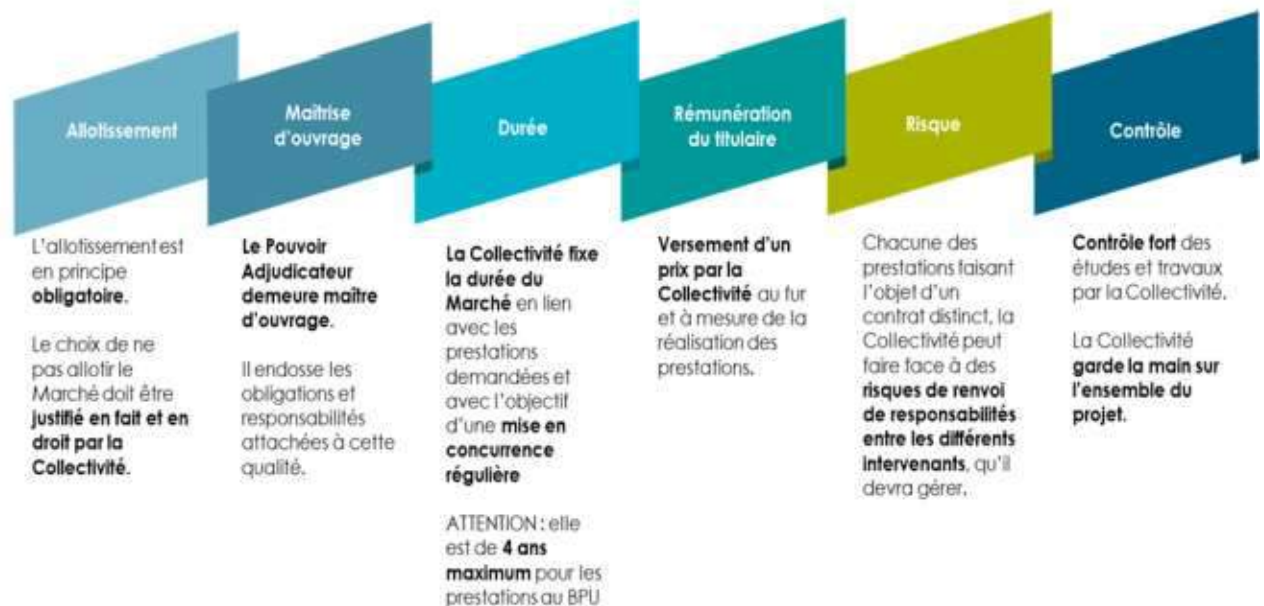 Allotissement
Maîtrise
d'ouvrage
Durée
Rémunération
du titulaire
Risque
Contrôle
L'allotissement est
en principe
obligatoire.
Le choix de ne
pas allotir le
Marché doit être
justifié en fait et en
droit par la
Collectivité.
Le Pouvoir
Adjudicateur
demeure maître
d'ouvrage.
Il endosse les
obligations et
responsabilités
attachées à cette
qualité.
La Collectivité fixe
la durée du
Marché en lien
avec les
prestations
demandées et
avec l'objectif
d'une mise en
concurrence
régulière
ATTENTION : elle
est de 4 ans
maximum pour les
prestations au BPU
Versement d'un
prix par la
Collectivité au fur
et à mesure de la
réalisation des
prestations.
Chacune des
prestations faisant
l'objet d'un
contrat distinct, la
Collectivité peut
faire face à des
risques de renvoi
de responsabilités
entre les différents
intervenants, qu'il
devra gérer.
Contrôle fort des
études et travaux
par la Collectivité.
La Collectivité
garde la main sur
l'ensemble du
projet.